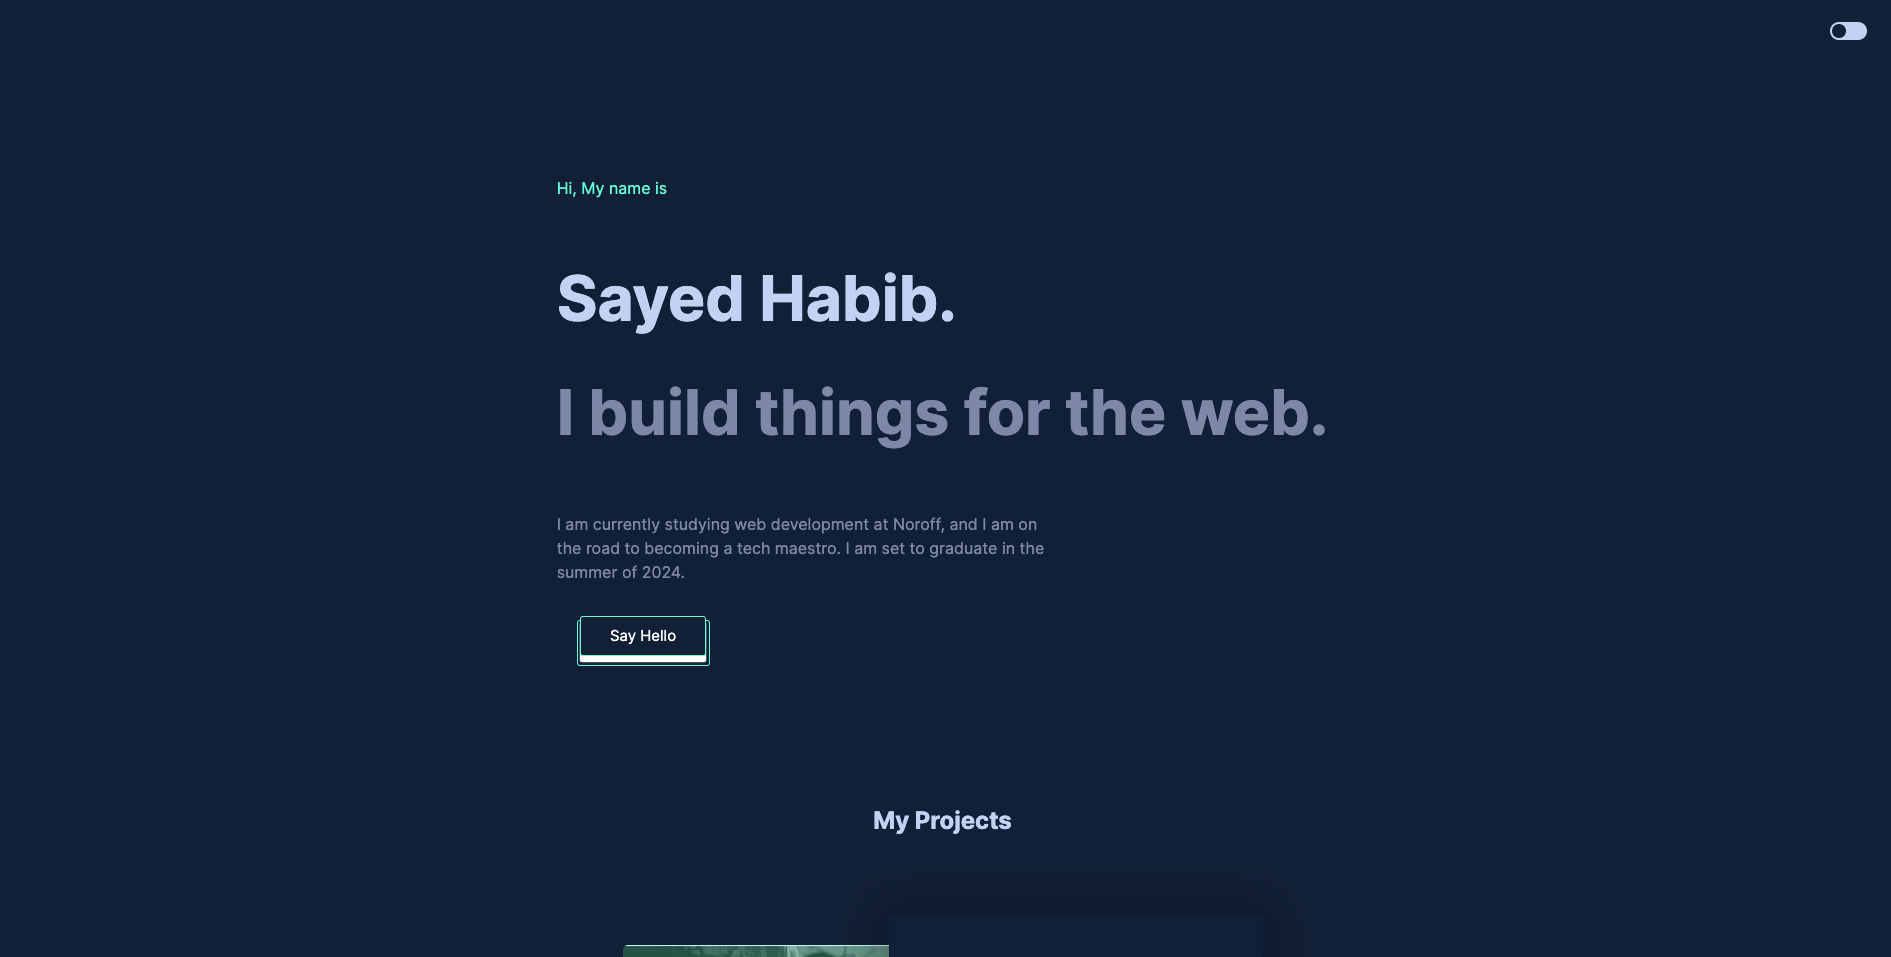 Hi, My name is
Sayed Habib.
I build things for the web.
I am currently studying web development at Noroff, and I am on
the road to becoming a tech maestro. I am set to graduate in the
summer of 2024.
Say Hello
My Projects